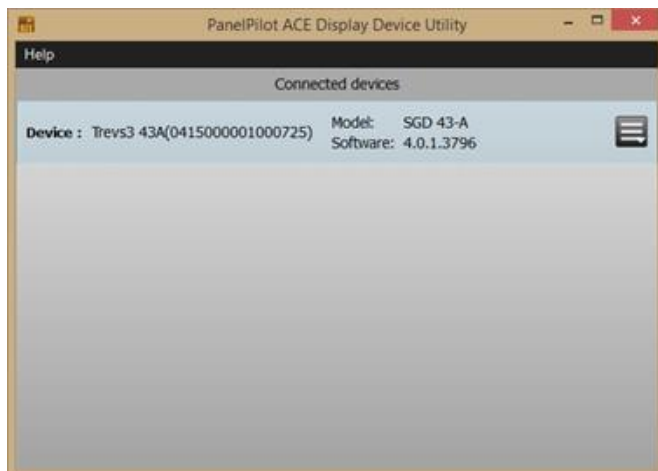 PanelPilot ACE Display Device Utility
Help
Connected devices
Device : Trevs3 43A(0415000001000725)
Model: SGD 43-A
Software: 4.0.1.3796